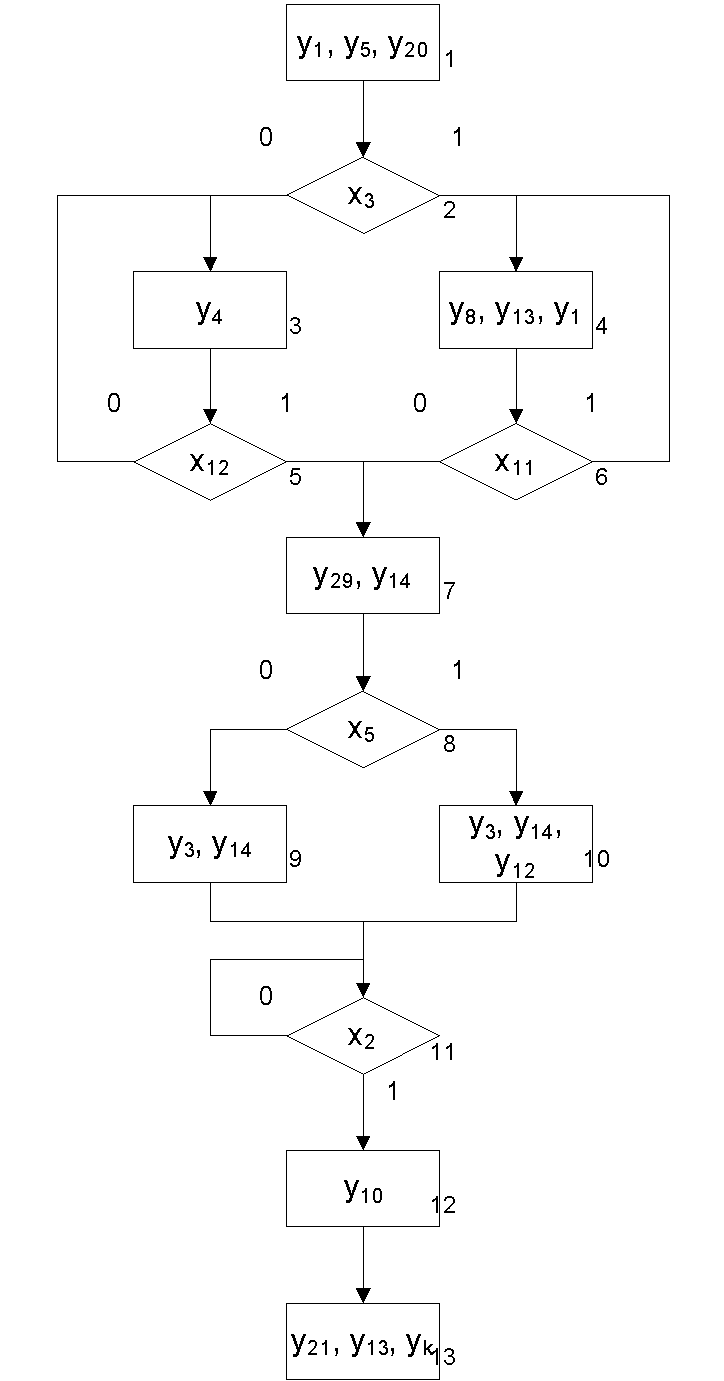 y₁, y₅, y₂₀
1
0
1
x₃
2
y₄
3
y₈, y₁₃, y₁
4
0
1
0
1
x₁₂
5
x₁₁
6
y₂₉, y₁₄
7
0
1
x₅
8
y₃, y₁₄
9
y₃, y₁₄,
y₁₂
10
0
x₂
11
1
y₁₀
12
y₂₁, y₁₃, yₖ
13